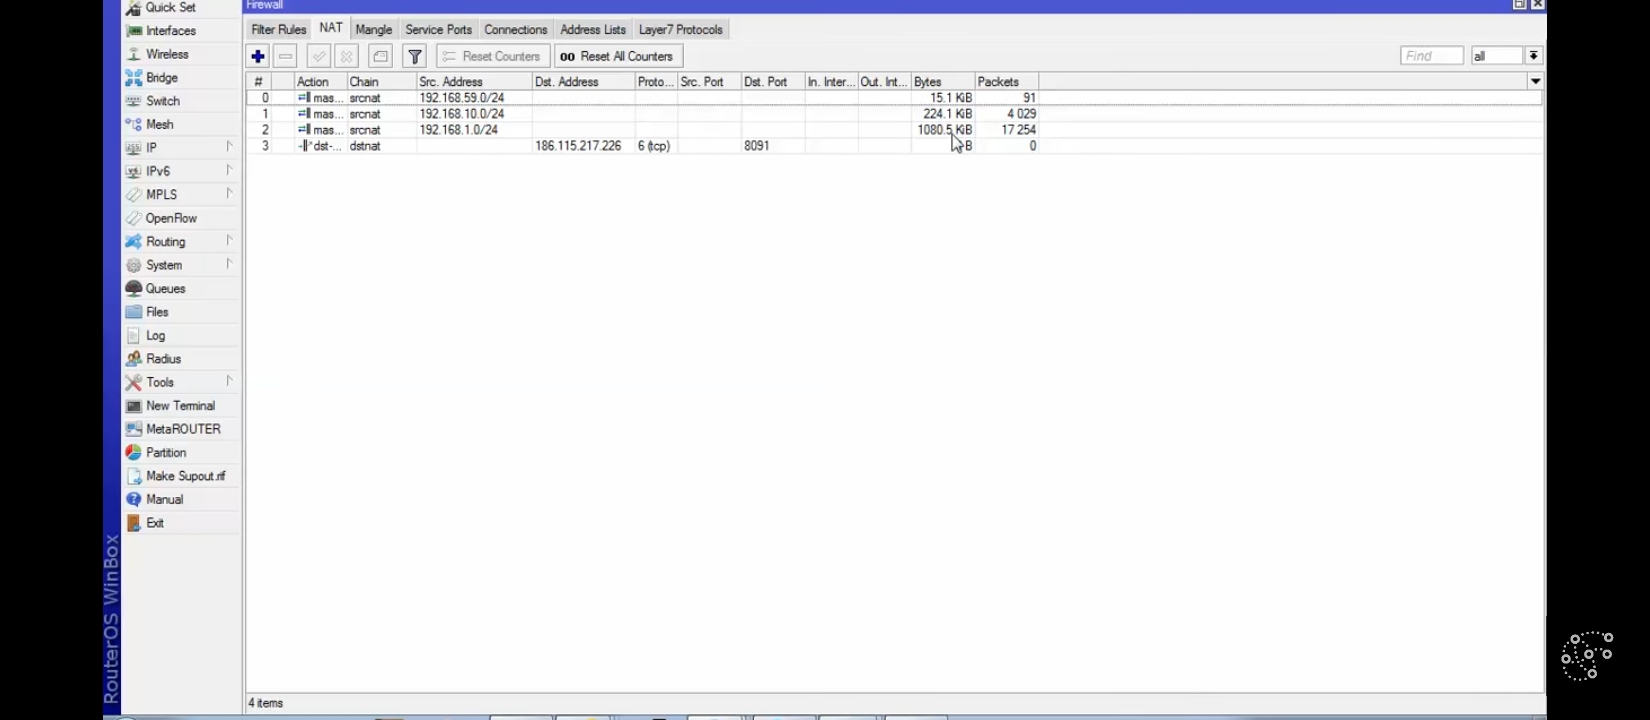 Quick Set
Interfaces
Wireless
Bridge
Switch
Mesh
IP
IPv6
MPLS
OpenFlow
Routing
System
Queues
Files
Log
Radius
Tools
New Terminal
MetaROUTER
Partition
Make Supout.rif
Manual
Exit
RouterOS WinBox
Firewall
Filter Rules NAT Mangle Service Ports Connections Address Lists Layer7 Protocols
Reset Counters 00 Reset All Counters Find all
# Action Chain Src. Address Dst. Address Proto... Src. Port Dst. Port In. Inter... Out. Int... Bytes Packets
0 mas... srcnat 192.168.59.0/24 15.1 KiB 91
1 mas... srcnat 192.168.10.0/24 224.1 KiB 4 029
2 mas... srcnat 192.168.1.0/24 1080.5 KiB 17 254
3 dst-... dstnat 186.115.217.226 6 (tcp) 8091 B 0
4 items